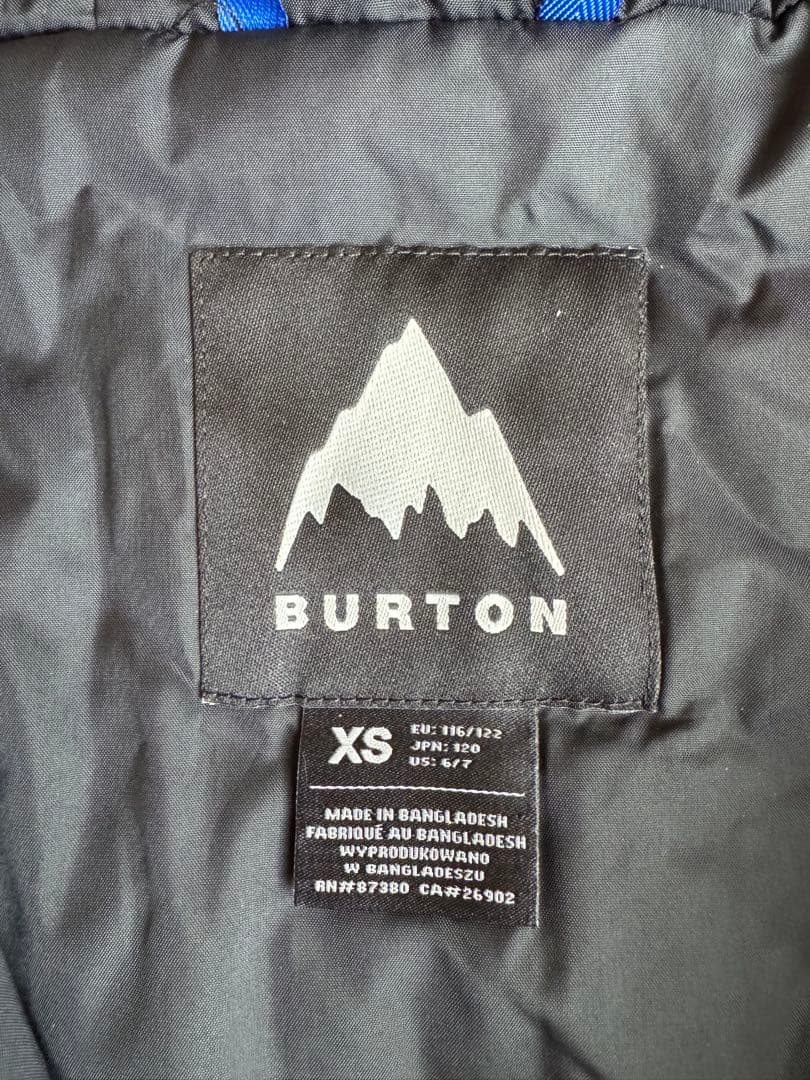 BURTON
XS
EU: 116/122
JPN: 120
US: 6/7
MADE IN BANGLADESH
FABRIQUÉ AU BANGLADESH
WYPRODUKOWANO
W BANGLADESZU
RN#87380 CA#26902